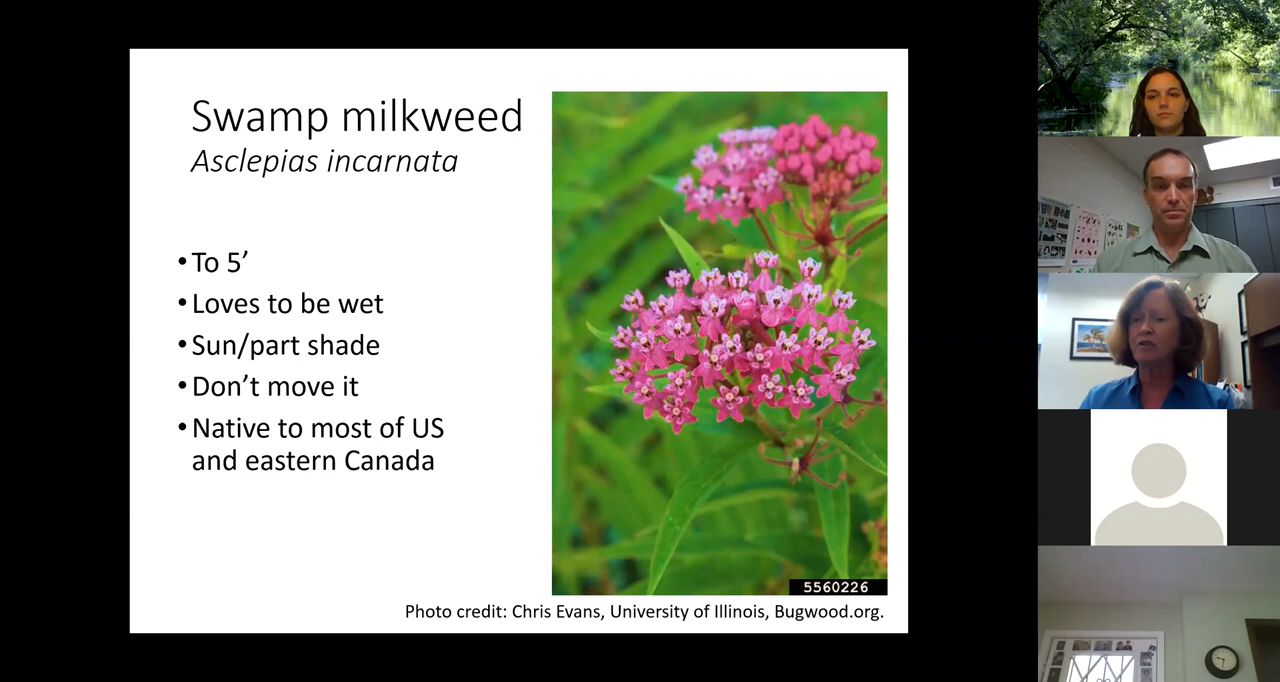 Swamp milkweed
Asclepias incarnata
•To 5’
•Loves to be wet
•Sun/part shade
•Don’t move it
•Native to most of US
and eastern Canada
5560226
Photo credit: Chris Evans, University of Illinois, Bugwood.org.